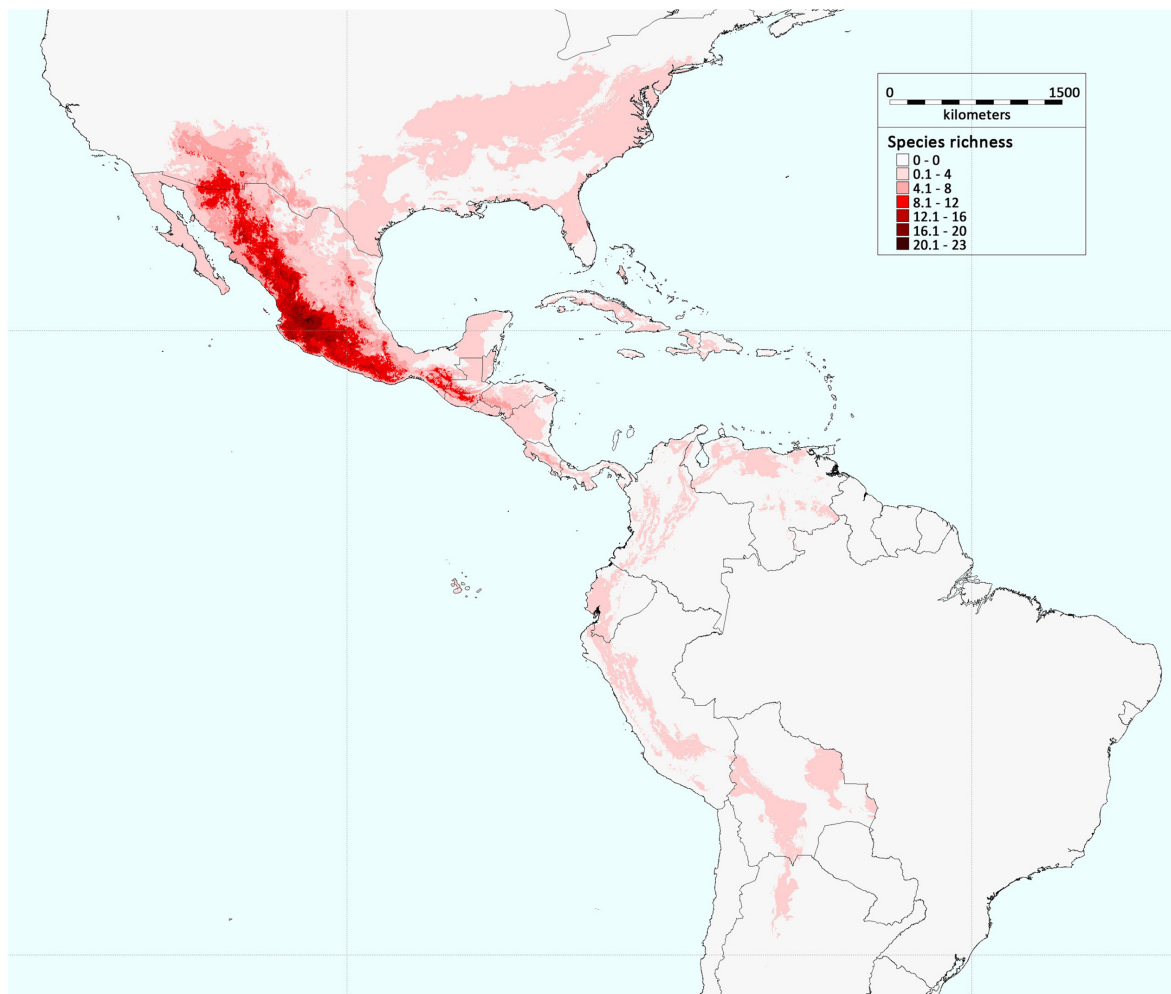 0 1500
kilometers
Species richness
0 - 0
0.1 - 4
4.1 - 8
8.1 - 12
12.1 - 16
16.1 - 20
20.1 - 23